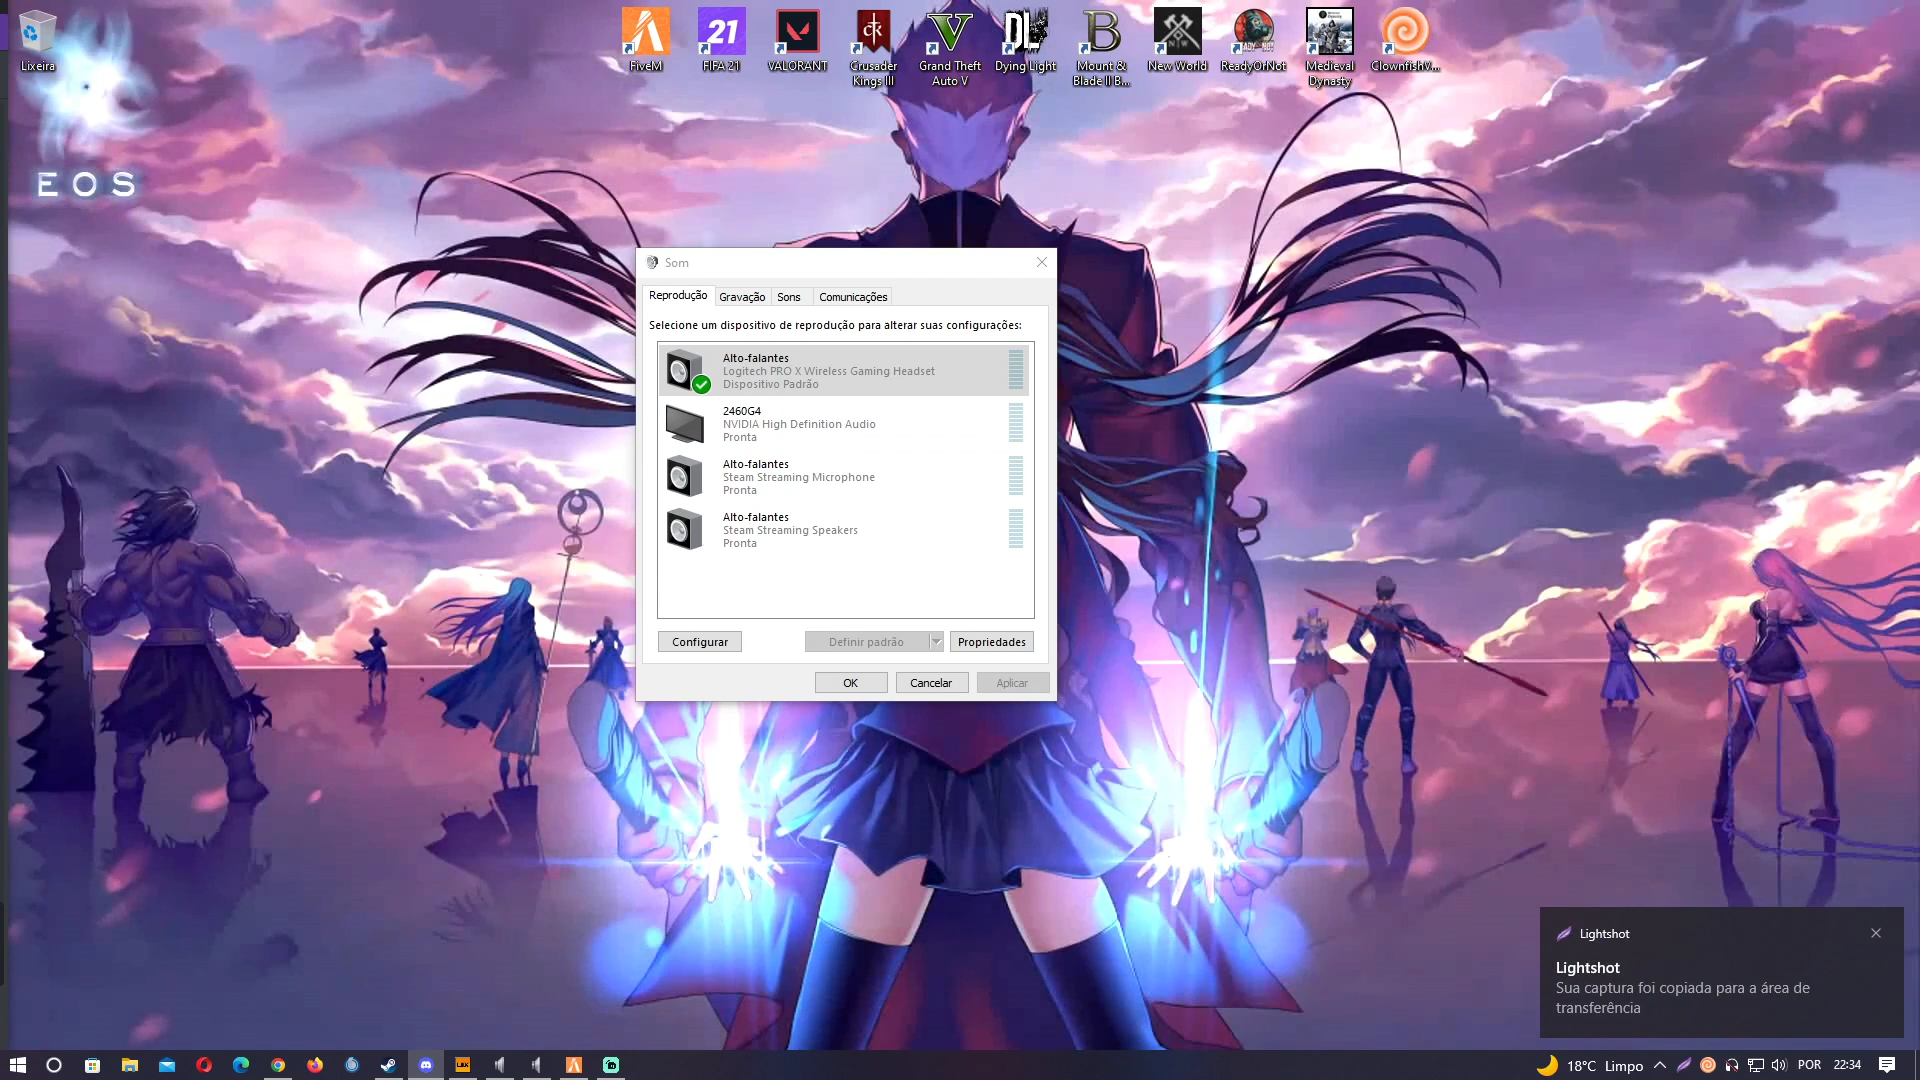 Lixeira
FiveM
FIFA 21
VALORANT
Crusader
Kings III
Grand Theft
Auto V
Dying Light
Mount &
Blade II B...
New World
ReadyOfNot
Medieval
Dynasty
ClownfishV...
21
DL
B
EOS
Som
Reprodução
Gravação
Sons
Comunicações
Selecione um dispositivo de reprodução para alterar suas configurações:
Alto-falantes
Logitech PRO X Wireless Gaming Headset
Dispositivo Padrão
2460G4
NVIDIA High Definition Audio
Pronta
Alto-falantes
Steam Streaming Microphone
Pronta
Alto-falantes
Steam Streaming Speakers
Pronta
Configurar
Definir padrão
Propriedades
OK
Cancelar
Aplicar
Lightshot
Lightshot
Sua captura foi copiada para a área de
transferência
18°C Limpo
POR
22:34